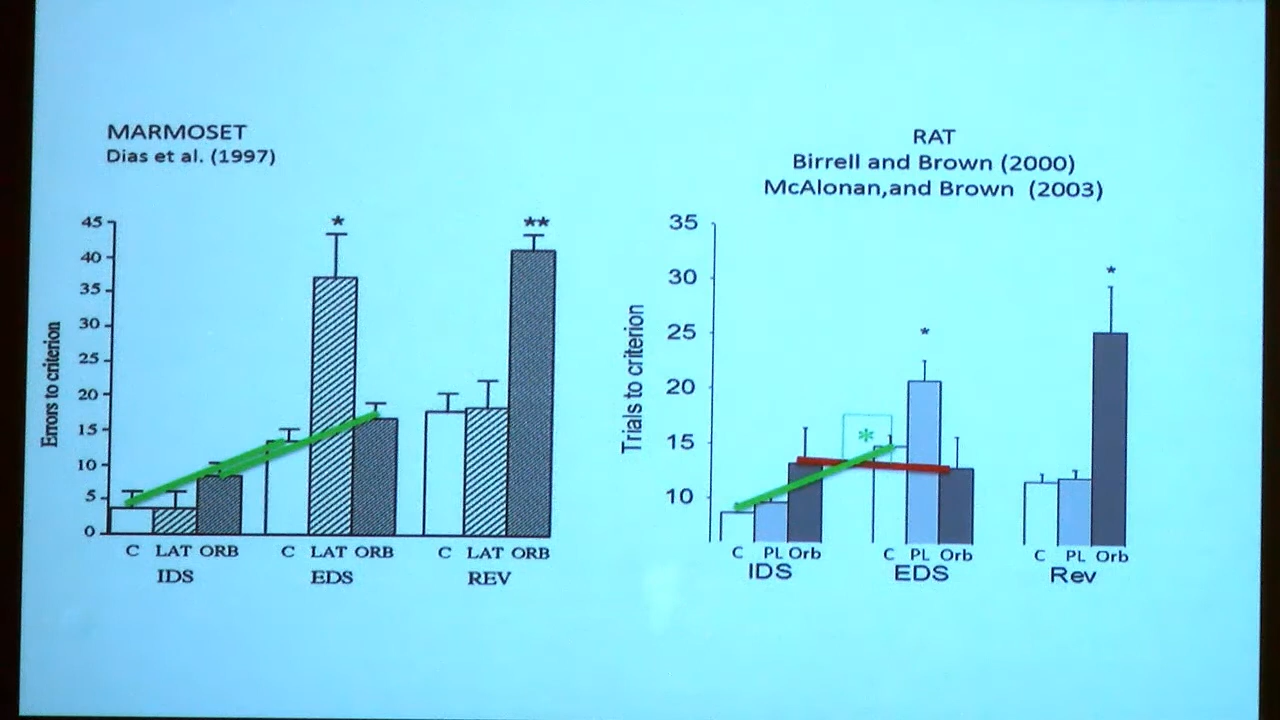 MARMOSET
Dias et al. (1997)
Errors to criterion
45
40
35
30
25
20
15
10
5
0
*
**
C LAT ORB
IDS
C LAT ORB
EDS
C LAT ORB
REV
RAT
Birrell and Brown (2000)
McAlonan,and Brown (2003)
Trials to criterion
35
30
25
20
15
10
*
*
*
C PL Orb
IDS
C PL Orb
EDS
C PL Orb
Rev